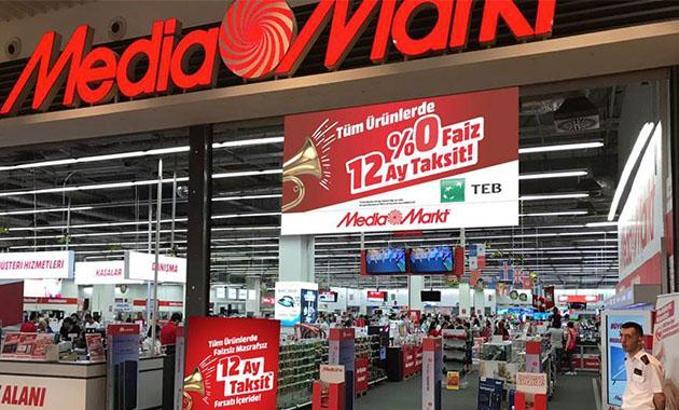 MediaMarkt
Tüm Ürünlerde
%0 Faiz
12 Ay Taksit!
TEB
MediaMarkt
ÜŞTERİ HİZMETLERİ
KASALAR
DANIŞMA
Tüm Ürünlerde
Faizsiz Masrafsız
12 Ay
Taksit
Fırsatı İçeride!
ALANI